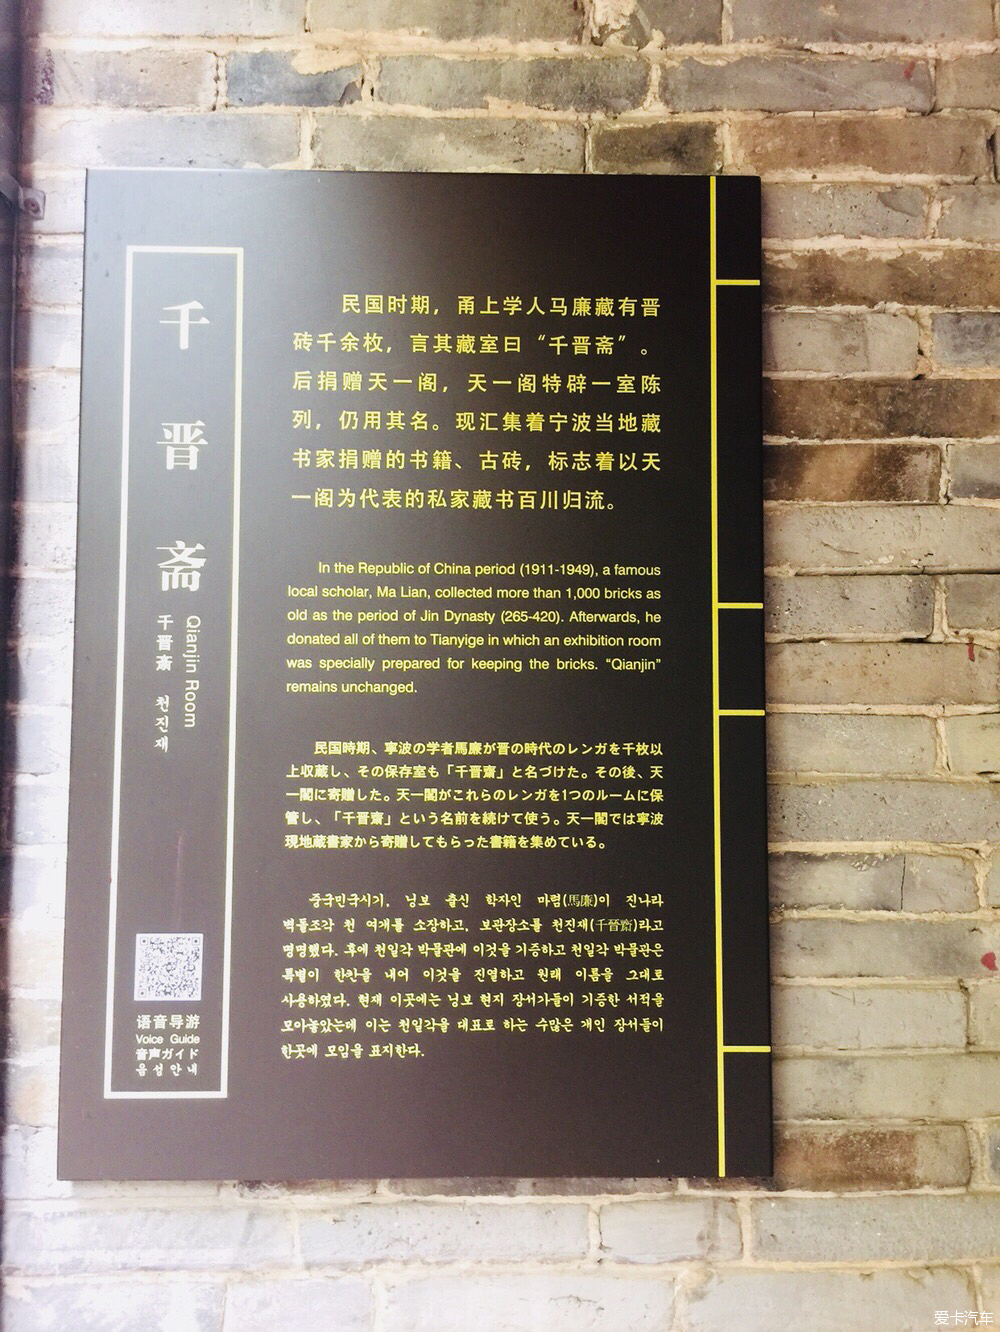 千晋斋
Qianjin Room
千晋齋 천진재
民国时期，甬上学人马廉藏有晋
砖千余枚，言其藏室曰“千晋斋”。
后捐赠天一阁，天一阁特辟一室陈
列，仍用其名。现汇集着宁波当地藏
书家捐赠的书籍、古砖，标志着以天
一阁为代表的私家藏书百川归流。
In the Republic of China period (1911-1949), a famous
local scholar, Ma Lian, collected more than 1,000 bricks as
old as the period of Jin Dynasty (265-420). Afterwards, he
donated all of them to Tianyige in which an exhibition room
was specially prepared for keeping the bricks. “Qianjin”
remains unchanged.
民国時期、寧波の学者馬廉が晋の時代のレンガを千枚以
上収蔵し、その保存室も「千晋齋」と名づけた。その後、天
一閣に寄贈した。天一閣がこれらのレンガを1つのルームに保
管し、「千晋齋」という名前を続けて使う。天一閣では寧波
現地蔵書家から寄贈してもらった書籍を集めている。
중국민국시기, 닝보 출신 학자인 마렴(馬廉)이 진나라
벽돌조각 천 여개를 소장하고, 보관장소를 천진재(千晉齋)라고
명명했다. 후에 천일각 박물관에 이것을 기증하고 천일각 박물관은
특별이 한칸을 내어 이것을 진열하고 원래 이름을 그대로
사용하였다. 현재 이곳에는 닝보 현지 장서가들이 기증한 서적을
모아놓았는데 이는 천일각을 대표로 하는 수많은 개인 장서들이
한곳에 모임을 표지한다.
语音导游
Voice Guide
音声ガイド
음성안내
爱卡汽车